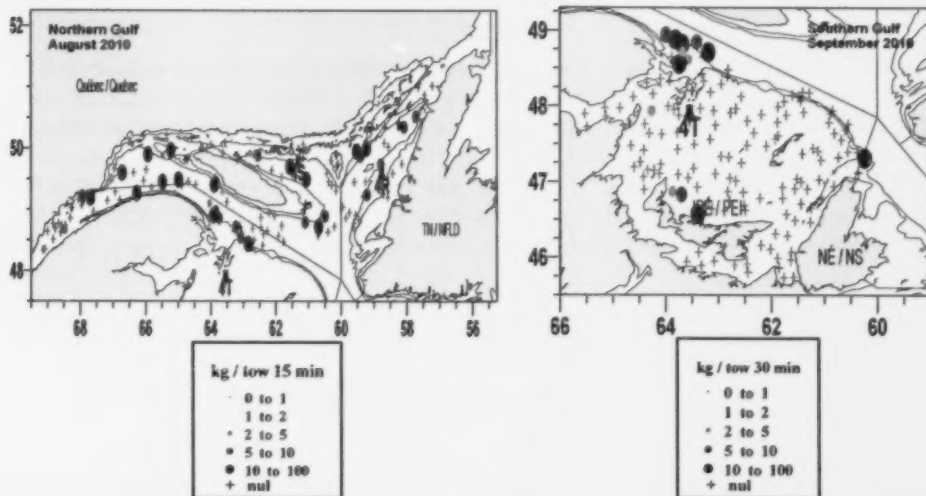 Northern Gulf
August 2010
Québec / Quebec
TN / NFLD
52
50
48
68 66 64 62 60 58 56
kg / tow 15 min
0 to 1
1 to 2
2 to 5
5 to 10
10 to 100
nul
Southern Gulf
September 2010
4T
/ PEI
NE / NS
49
48
47
46
66 64 62 60
kg / tow 30 min
0 to 1
1 to 2
2 to 5
5 to 10
10 to 100
nul